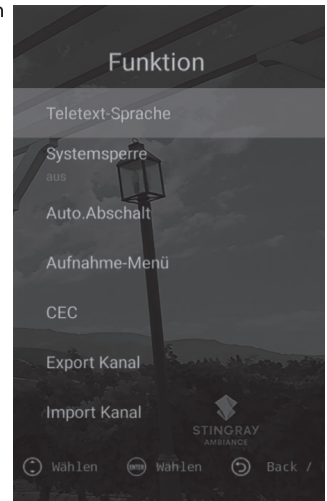 Funktion
Teletext-Sprache
Systemsperre
aus
Auto.Abschalt
Aufnahme-Menü
CEC
Export Kanal
Import Kanal
STINGRAY
AMBIANCE
Wählen ENTER Wählen Back /